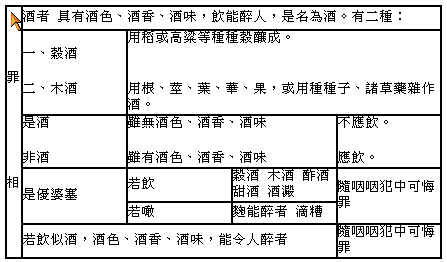 酒者 具有酒色、酒香、酒味，飲能醉人，是名為酒。有二種：
罪
相
一、穀酒
用稻或高粱等種種穀釀成。
二、木酒
用根、莖、葉、華、果，或用種種子、諸草藥雜作
酒。
是酒
雖無酒色、酒香、酒味
不應飲。
非酒
雖有酒色、酒香、酒味
應飲。
是優婆塞
若飲
穀酒 木酒 酢酒
甜酒 酒澱
隨咽咽犯中可悔
罪
若噉
麴能醉者 滴糟
若飲似酒，酒色、酒香、酒味，能令人醉者
隨咽咽犯中可悔
罪